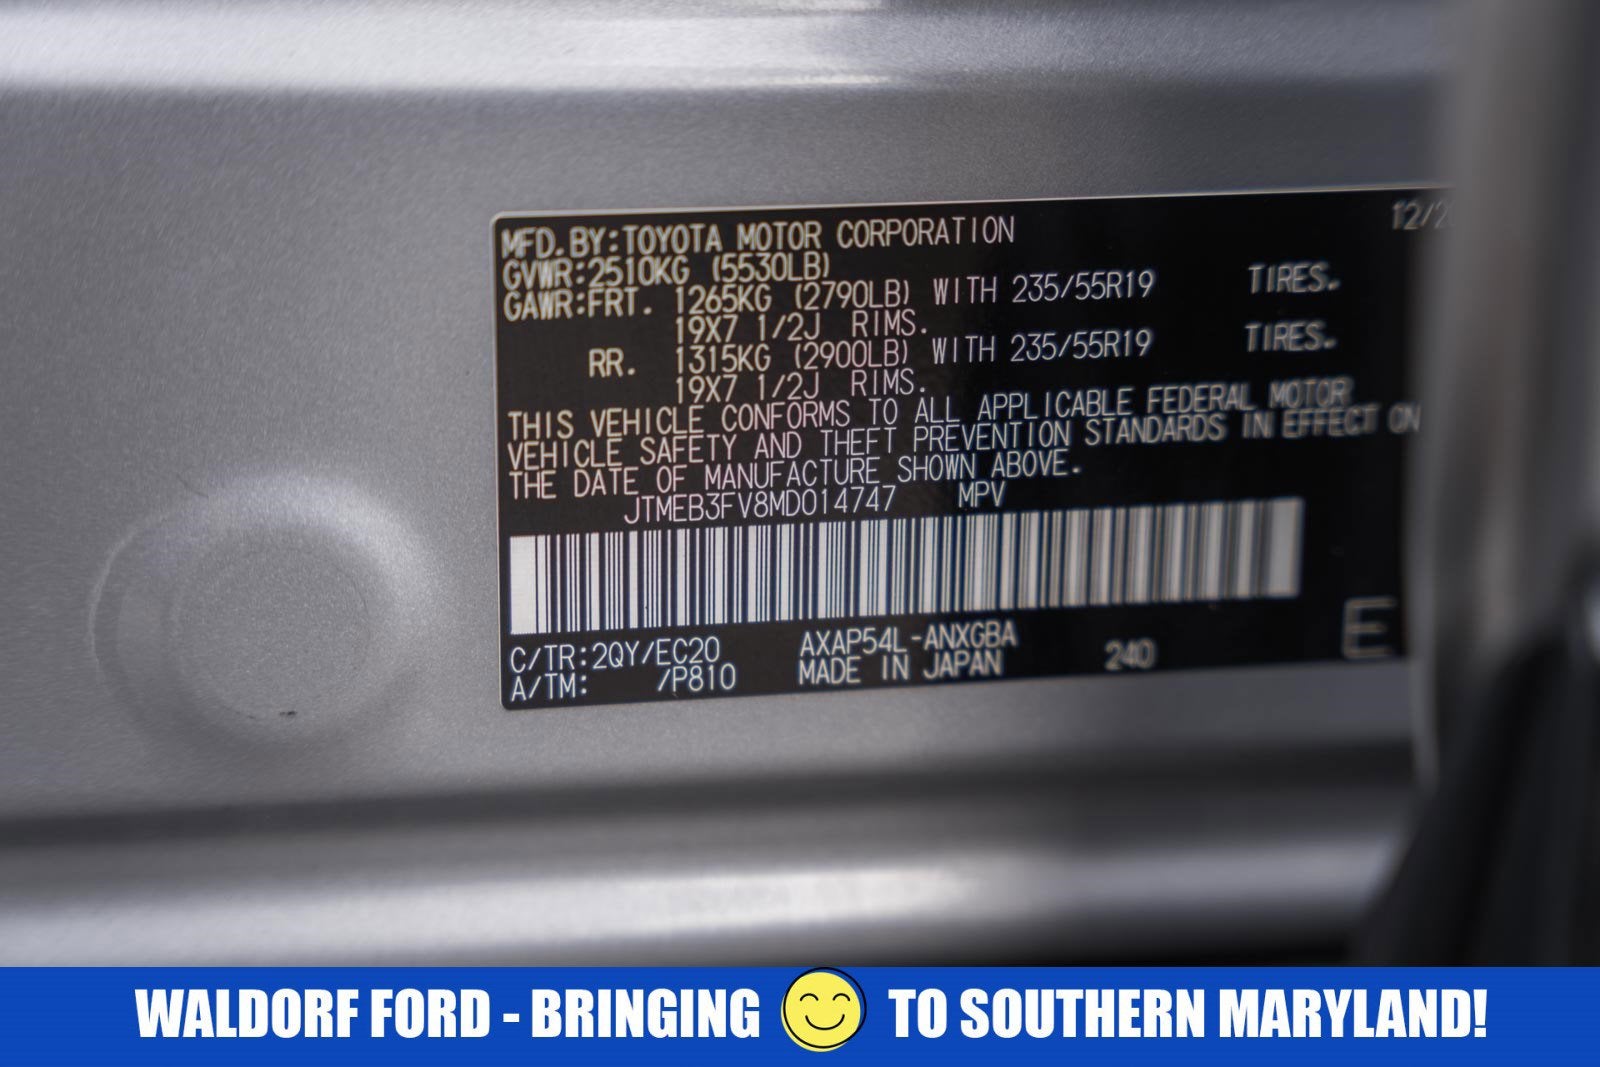 12/2
MFD.BY:TOYOTA MOTOR CORPORATION
GVWR:2510KG (5530LB)
GAWR:FRT. 1265KG (2790LB) WITH 235/55R19 TIRES.
19X7 1/2J RIMS.
RR. 1315KG (2900LB) WITH 235/55R19 TIRES.
19X7 1/2J RIMS.
THIS VEHICLE CONFORMS TO ALL APPLICABLE FEDERAL MOTOR
VEHICLE SAFETY AND THEFT PREVENTION STANDARDS IN EFFECT ON
THE DATE OF MANUFACTURE SHOWN ABOVE.
JTMEB3FV8MD014747 MPV
C/TR:2QY/EC20 AXAP54L-ANXGBA 240 E
A/TM: /P810 MADE IN JAPAN
WALDORF FORD - BRINGING TO SOUTHERN MARYLAND!